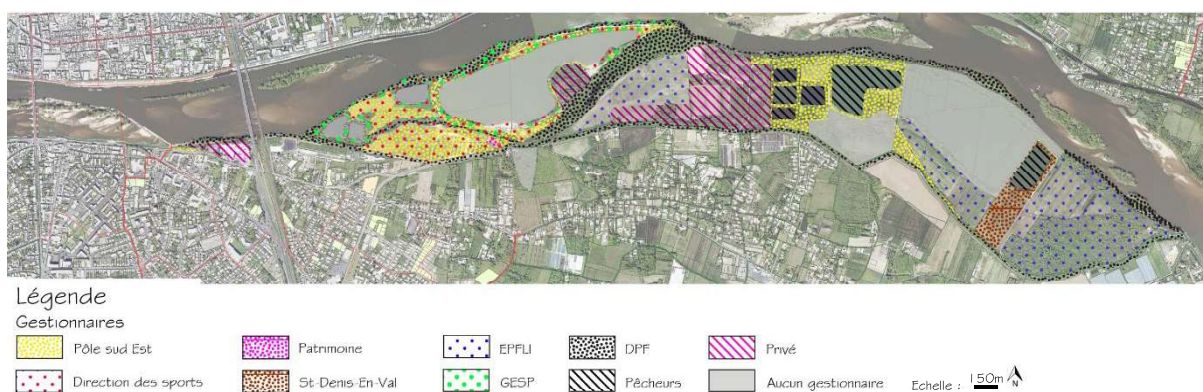 Légende
Gestionnaires
Pôle sud Est
Patrimoine
EPFLI
DPF
Privé
Direction des sports
St-Denis-En-Val
GESP
Pêcheurs
Aucun gestionnaire
Echelle : 150m N